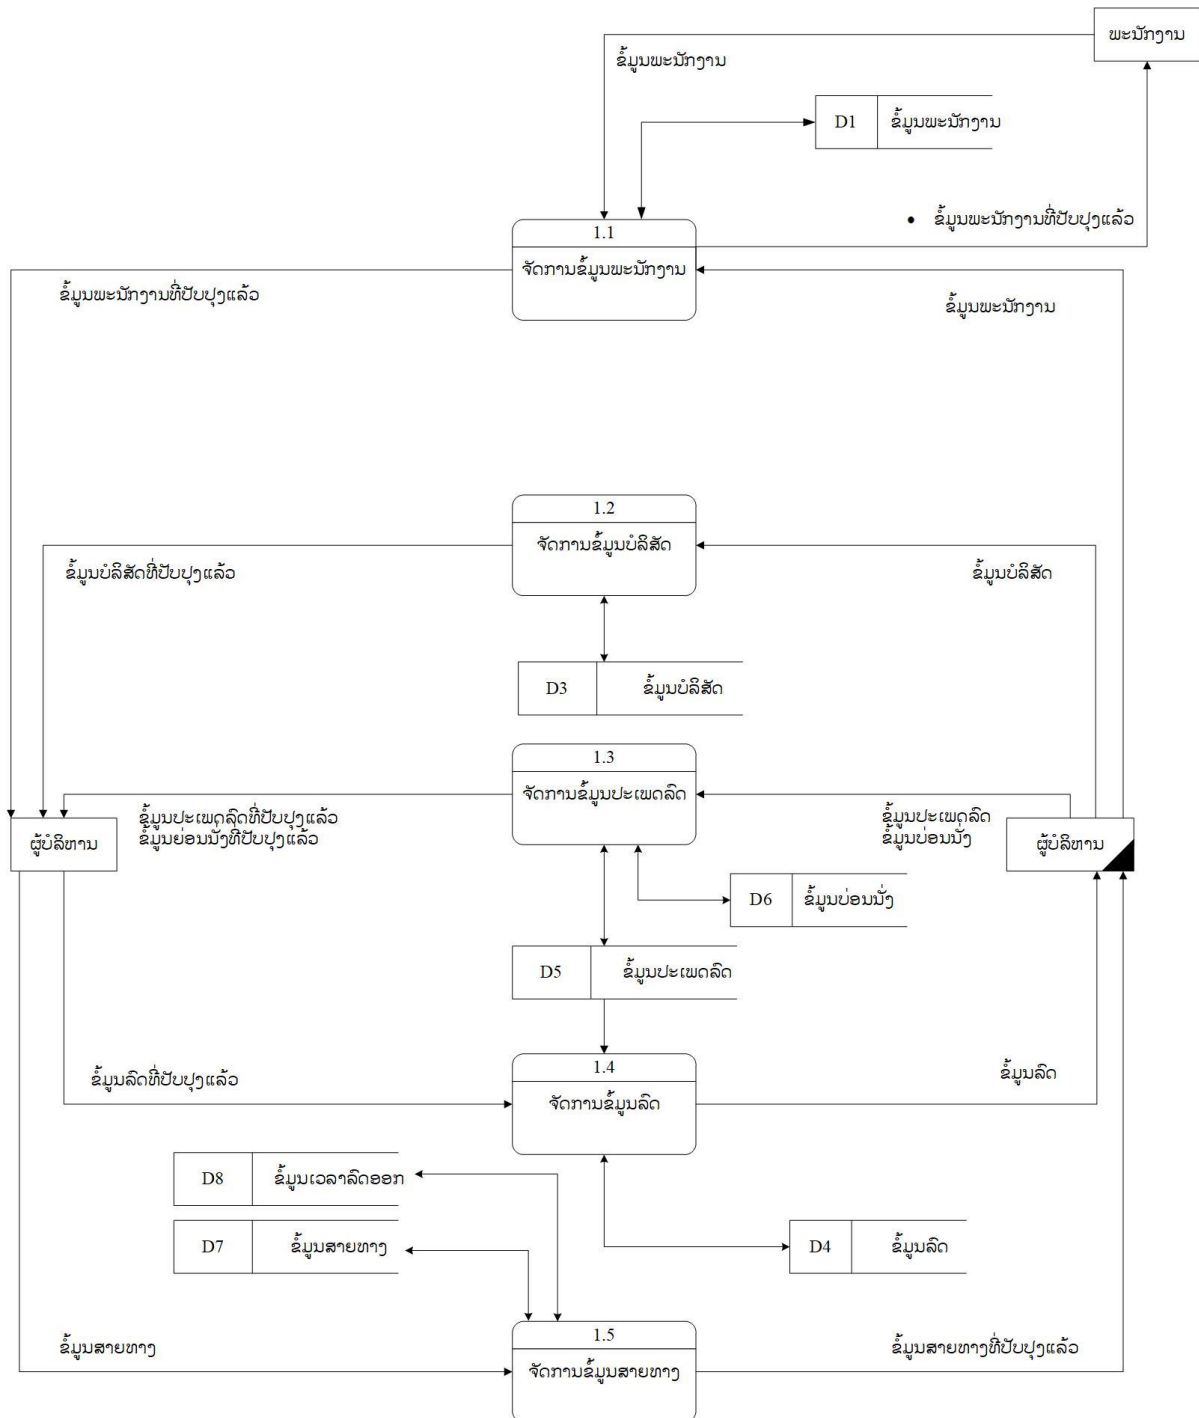 ພະນັກງານ
ຂໍ້ມູນພະນັກງານ
D1
ຂໍ້ມູນພະນັກງານ
• ຂໍ້ມູນພະນັກງານທີ່ປັບປຸງແລ້ວ
1.1
ຈັດການຂໍ້ມູນພະນັກງານ
ຂໍ້ມູນພະນັກງານທີ່ປັບປຸງແລ້ວ
ຂໍ້ມູນພະນັກງານ
1.2
ຈັດການຂໍ້ມູນບໍລິສັດ
ຂໍ້ມູນບໍລິສັດທີ່ປັບປຸງແລ້ວ
ຂໍ້ມູນບໍລິສັດ
D3
ຂໍ້ມູນບໍລິສັດ
1.3
ຈັດການຂໍ້ມູນປະເພດລົດ
ຂໍ້ມູນປະເພດລົດທີ່ປັບປຸງແລ້ວ
ຂໍ້ມູນຍ່ອນນັ່ງທີ່ປັບປຸງແລ້ວ
ຂໍ້ມູນປະເພດລົດ
ຂໍ້ມູນບ່ອນນັ່ງ
ຜູ້ບໍລິຫານ
ຜູ້ບໍລິຫານ
D6
ຂໍ້ມູນບ່ອນນັ່ງ
D5
ຂໍ້ມູນປະເພດລົດ
1.4
ຈັດການຂໍ້ມູນລົດ
ຂໍ້ມູນລົດທີ່ປັບປຸງແລ້ວ
ຂໍ້ມູນລົດ
D8
ຂໍ້ມູນເວລາລົດອອກ
D7
ຂໍ້ມູນສາຍທາງ
D4
ຂໍ້ມູນລົດ
1.5
ຈັດການຂໍ້ມູນສາຍທາງ
ຂໍ້ມູນສາຍທາງ
ຂໍ້ມູນສາຍທາງທີ່ປັບປຸງແລ້ວ